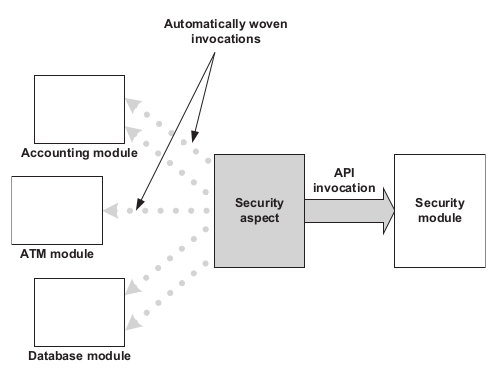 Automatically woven
invocations
Accounting module
ATM module
Database module
Security
aspect
API
invocation
Security
module